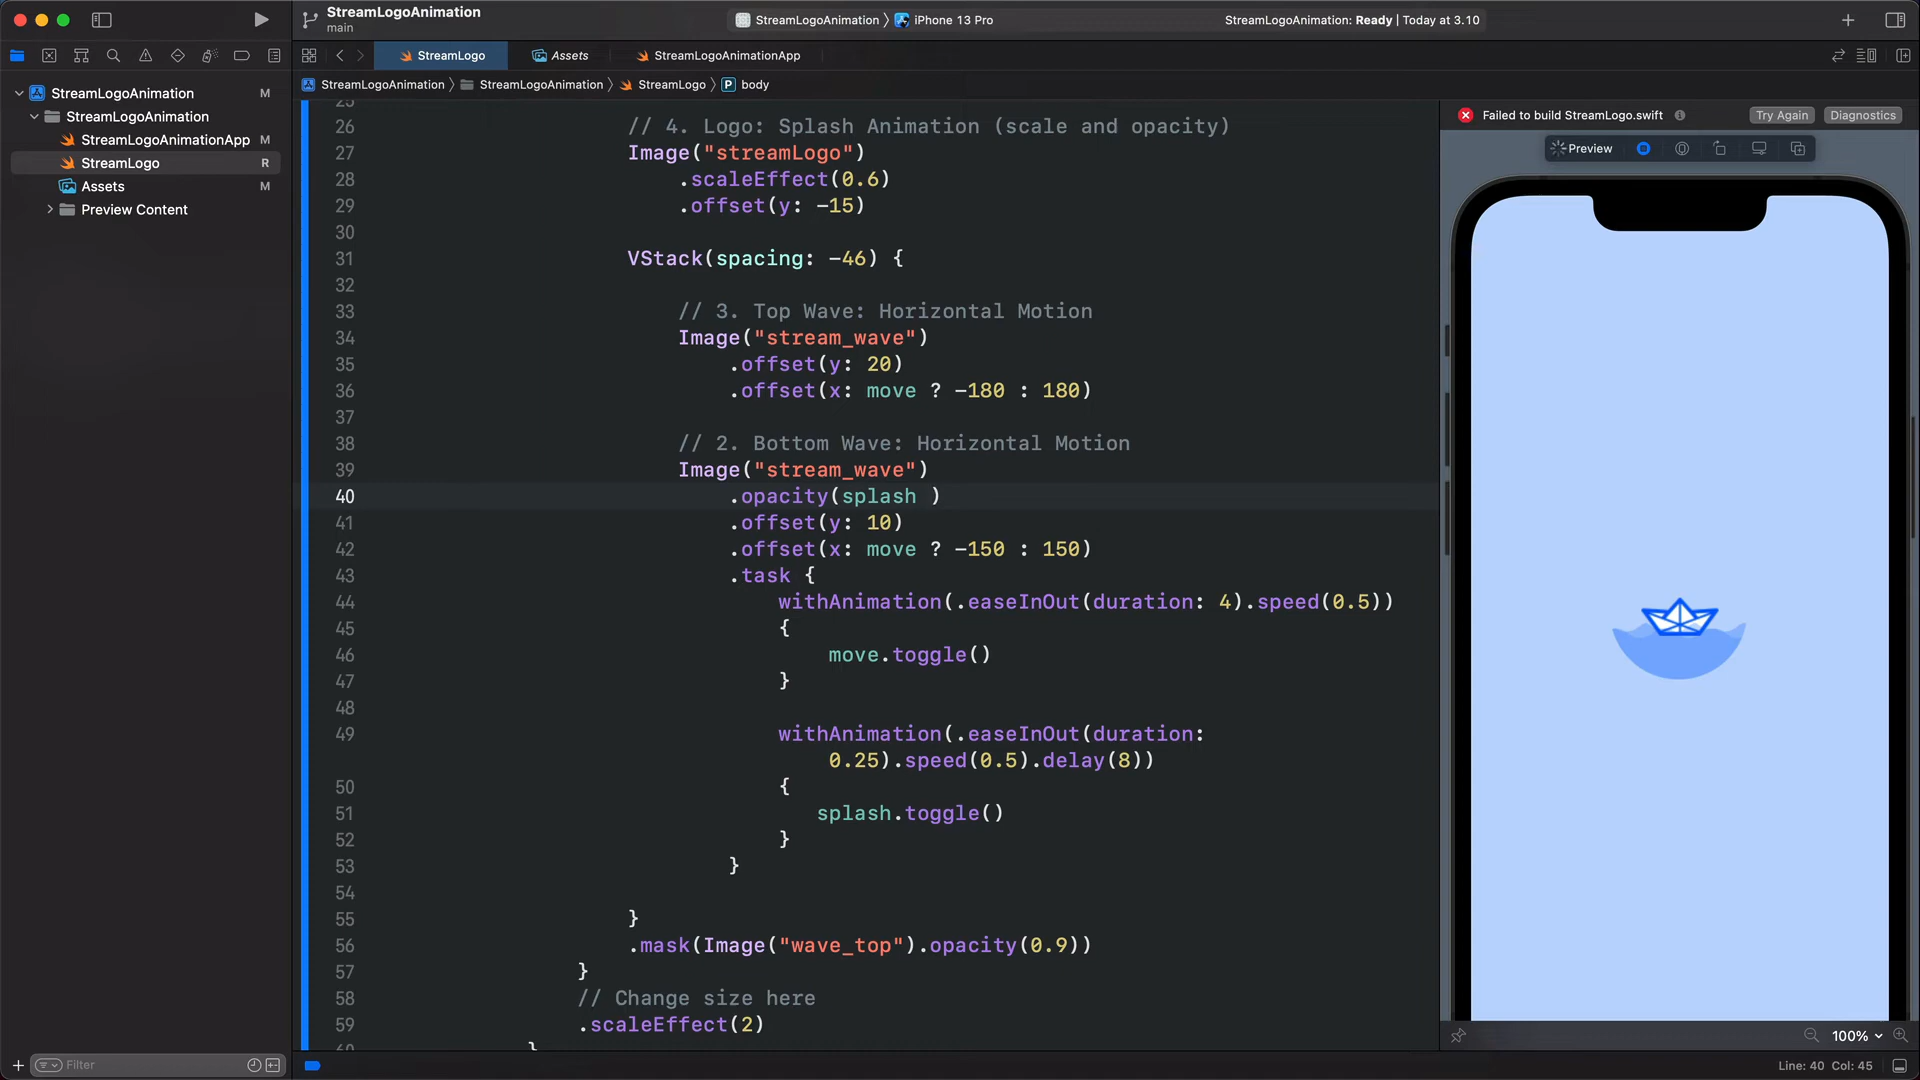 StreamLogoAnimation
main
StreamLogoAnimation
iPhone 13 Pro
StreamLogoAnimation: Ready | Today at 3.10
StreamLogo
Assets
StreamLogoAnimationApp
StreamLogoAnimation
StreamLogoAnimation
StreamLogo
P body
StreamLogoAnimation M
StreamLogoAnimation
StreamLogoAnimationApp M
StreamLogo R
Assets M
Preview Content
25
26 // 4. Logo: Splash Animation (scale and opacity)
27 Image("streamLogo")
28 .scaleEffect(0.6)
29 .offset(y: -15)
30
31 VStack(spacing: -46) {
32
33 // 3. Top Wave: Horizontal Motion
34 Image("stream_wave")
35 .offset(y: 20)
36 .offset(x: move ? -180 : 180)
37
38 // 2. Bottom Wave: Horizontal Motion
39 Image("stream_wave")
40 .opacity(splash )
41 .offset(y: 10)
42 .offset(x: move ? -150 : 150)
43 .task {
44 withAnimation(.easeInOut(duration: 4).speed(0.5))
45 {
46 move.toggle()
47 }
48
49 withAnimation(.easeInOut(duration:
0.25).speed(0.5).delay(8))
50 {
51 splash.toggle()
52 }
53 }
54
55 }
56 .mask(Image("wave_top").opacity(0.9))
57 }
58 // Change size here
59 .scaleEffect(2)
60 }
Failed to build StreamLogo.swift
Try Again
Diagnostics
Preview
100%
Filter
Line: 40 Col: 45